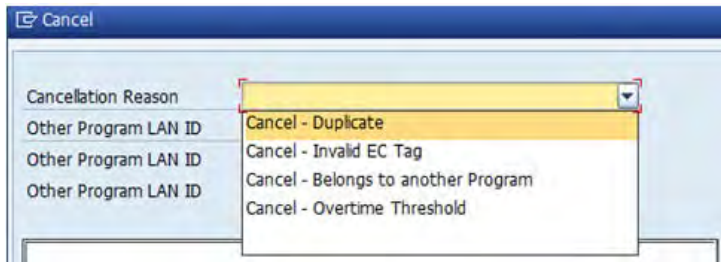 Cancel
Cancellation Reason
Cancel - Duplicate
Other Program LAN ID
Cancel - Invalid EC Tag
Other Program LAN ID
Cancel - Belongs to another Program
Other Program LAN ID
Cancel - Overtime Threshold